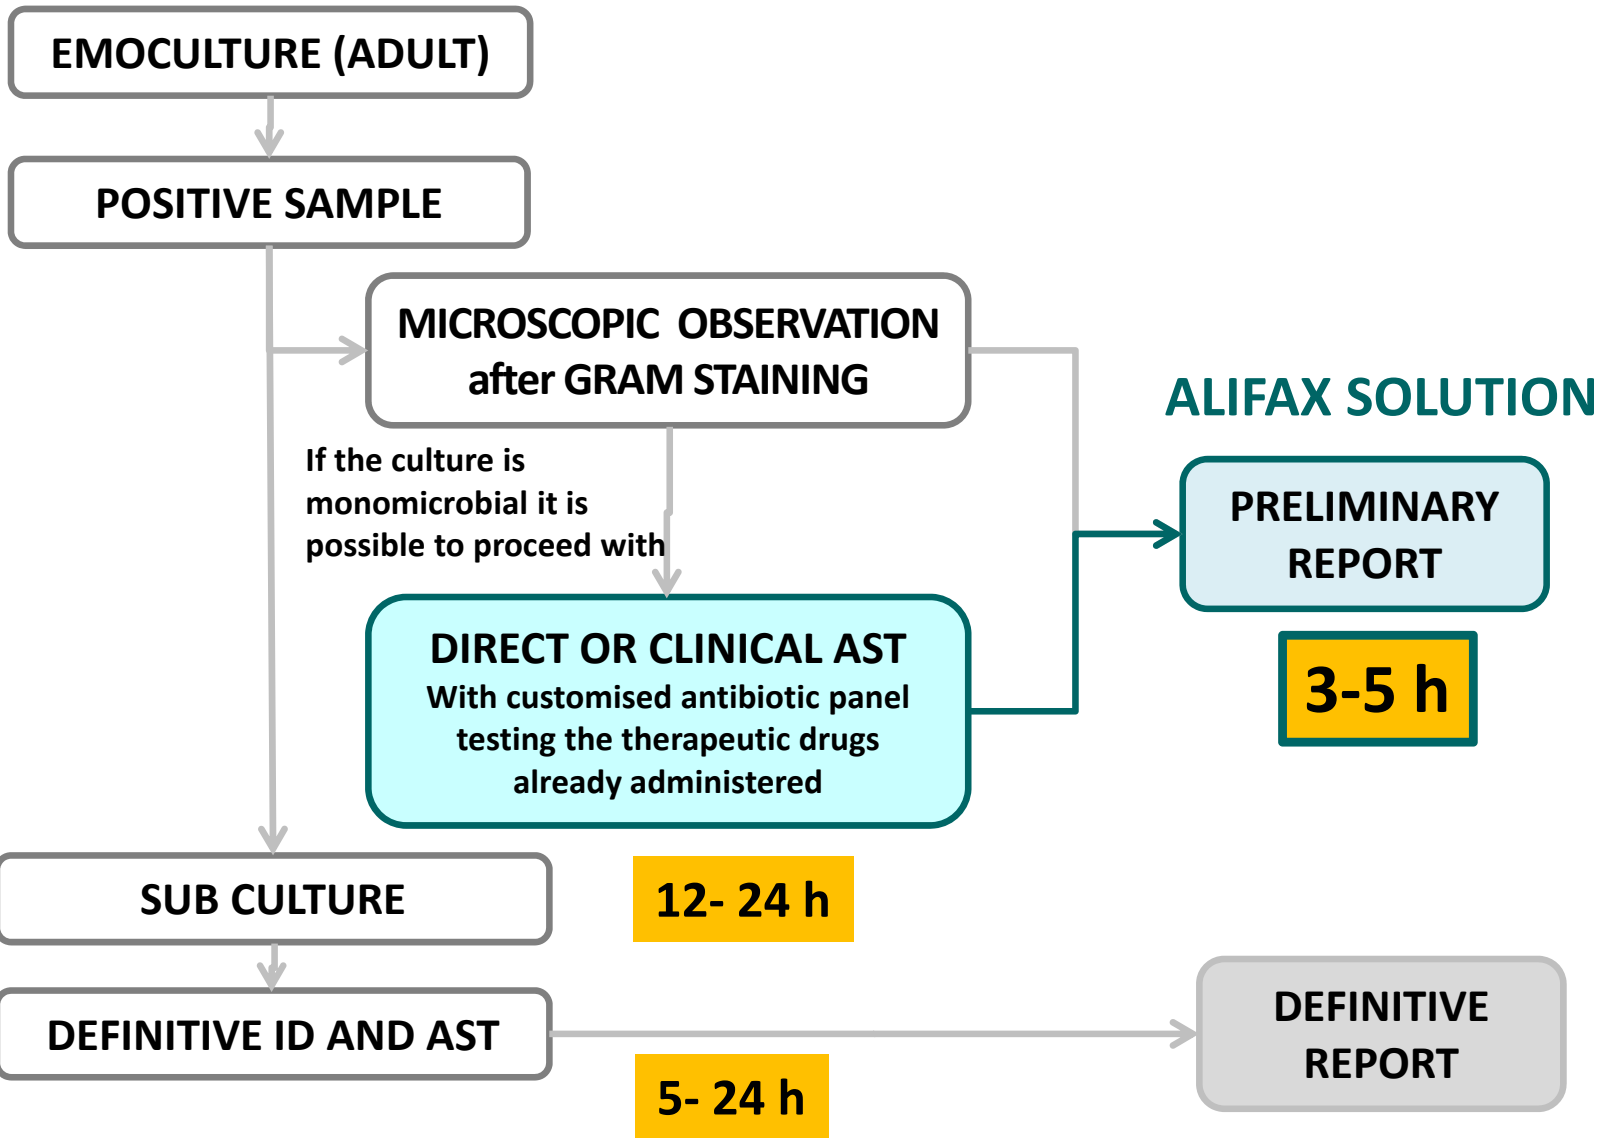 EMOCULTURE (ADULT)
POSITIVE SAMPLE
MICROSCOPIC OBSERVATION
after GRAM STAINING
If the culture is
monomicrobial it is
possible to proceed with
DIRECT OR CLINICAL AST
With customised antibiotic panel
testing the therapeutic drugs
already administered
ALIFAX SOLUTION
PRELIMINARY
REPORT
3-5 h
SUB CULTURE
12- 24 h
DEFINITIVE ID AND AST
5- 24 h
DEFINITIVE
REPORT